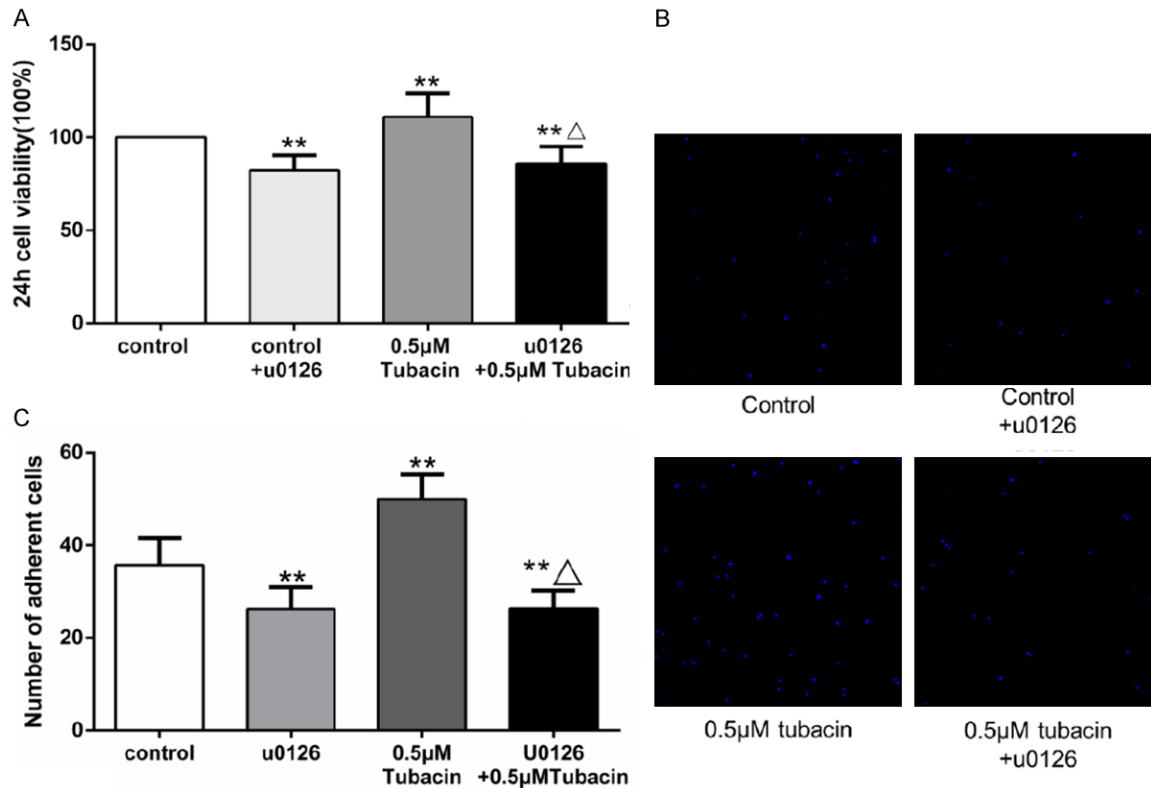 A
24h cell viability(100%)
150
100
50
0
**
**
** △
control
control
+u0126
0.5μM
Tubacin
u0126
+0.5μM Tubacin
B
Control
Control
+u0126
0.5μM tubacin
0.5μM tubacin
+u0126
C
Number of adherent cells
60
40
20
0
**
**
** △
control
u0126
0.5μM
Tubacin
U0126
+0.5μMTubacin